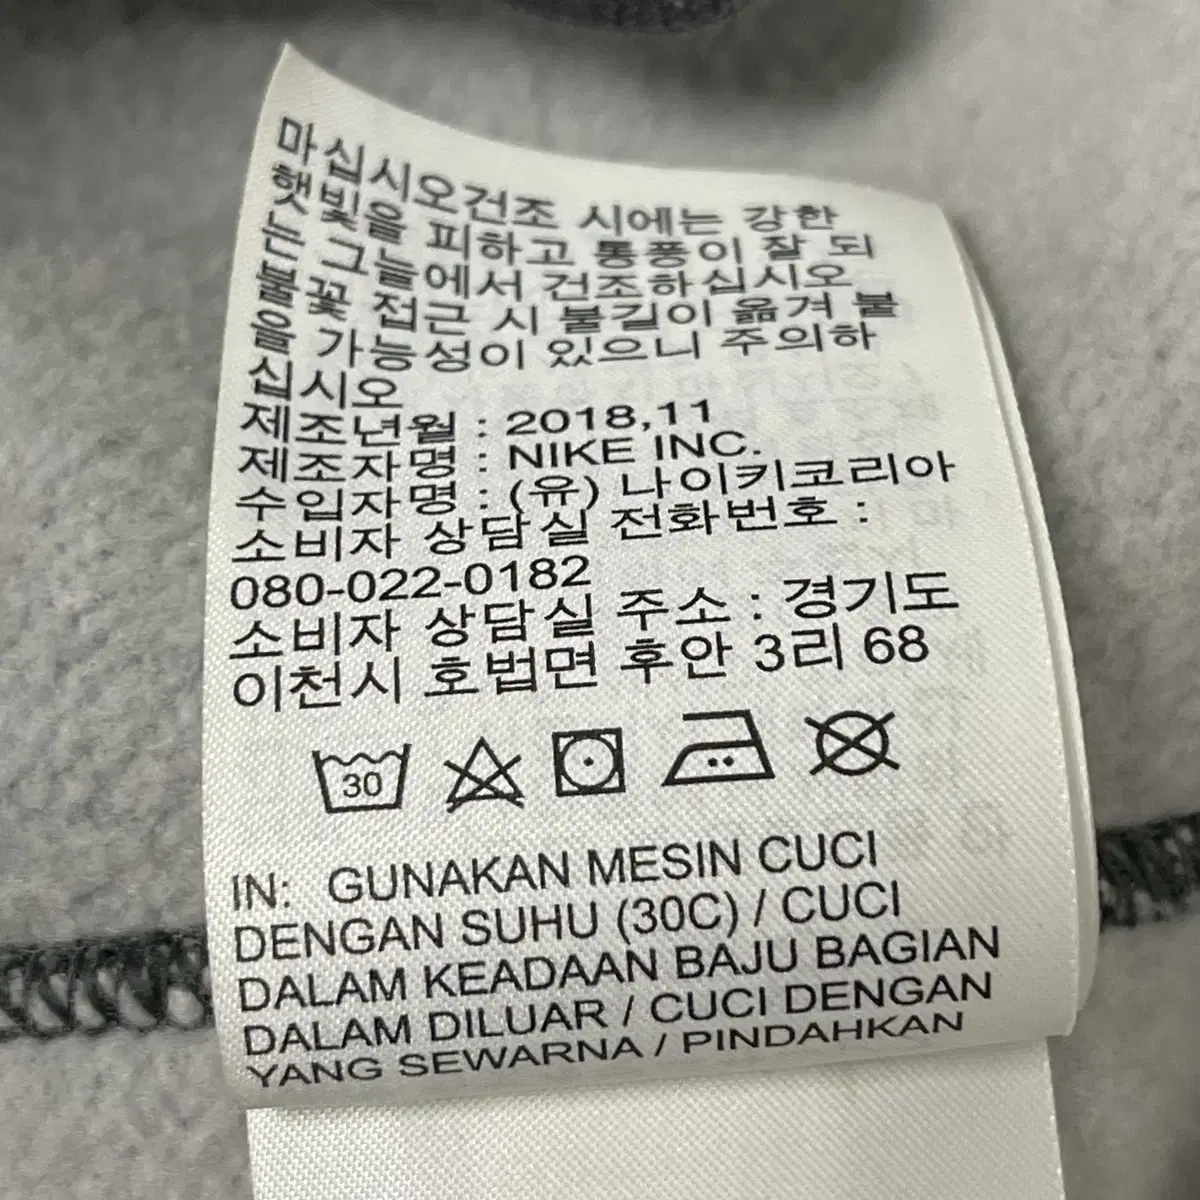 마십시오건조 시에는 강한
햇빛을 피하고 통풍이 잘 되
는 그늘에서 건조하십시오
불꽃 접근 시 불길이 옮겨 붙
을 가능성이 있으니 주의하
십시오
제조년월 : 2018,11
제조자명 : NIKE INC.
수입자명 : (유) 나이키코리아
소비자 상담실 전화번호 :
080-022-0182
소비자 상담실 주소 : 경기도
이천시 호법면 후안 3리 68
30
IN: GUNAKAN MESIN CUCI
DENGAN SUHU (30C) / CUCI
DALAM KEADAAN BAJU BAGIAN
DALAM DILUAR / CUCI DENGAN
YANG SEWARNA / PINDAHKAN